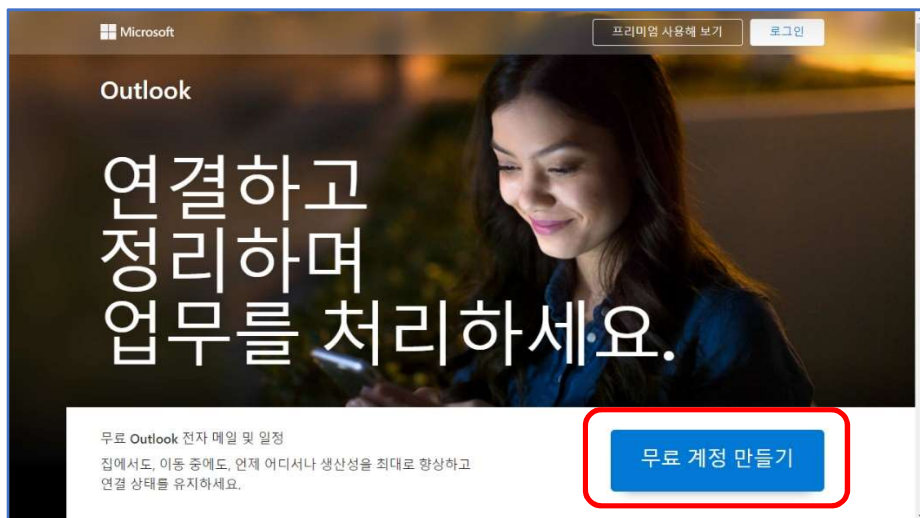 Microsoft
프리미엄 사용해 보기
로그인
Outlook
연결하고
정리하며
업무를 처리하세요.
무료 Outlook 전자 메일 및 일정
집에서도, 이동 중에도, 언제 어디서나 생산성을 최대로 향상하고
연결 상태를 유지하세요.
무료 계정 만들기